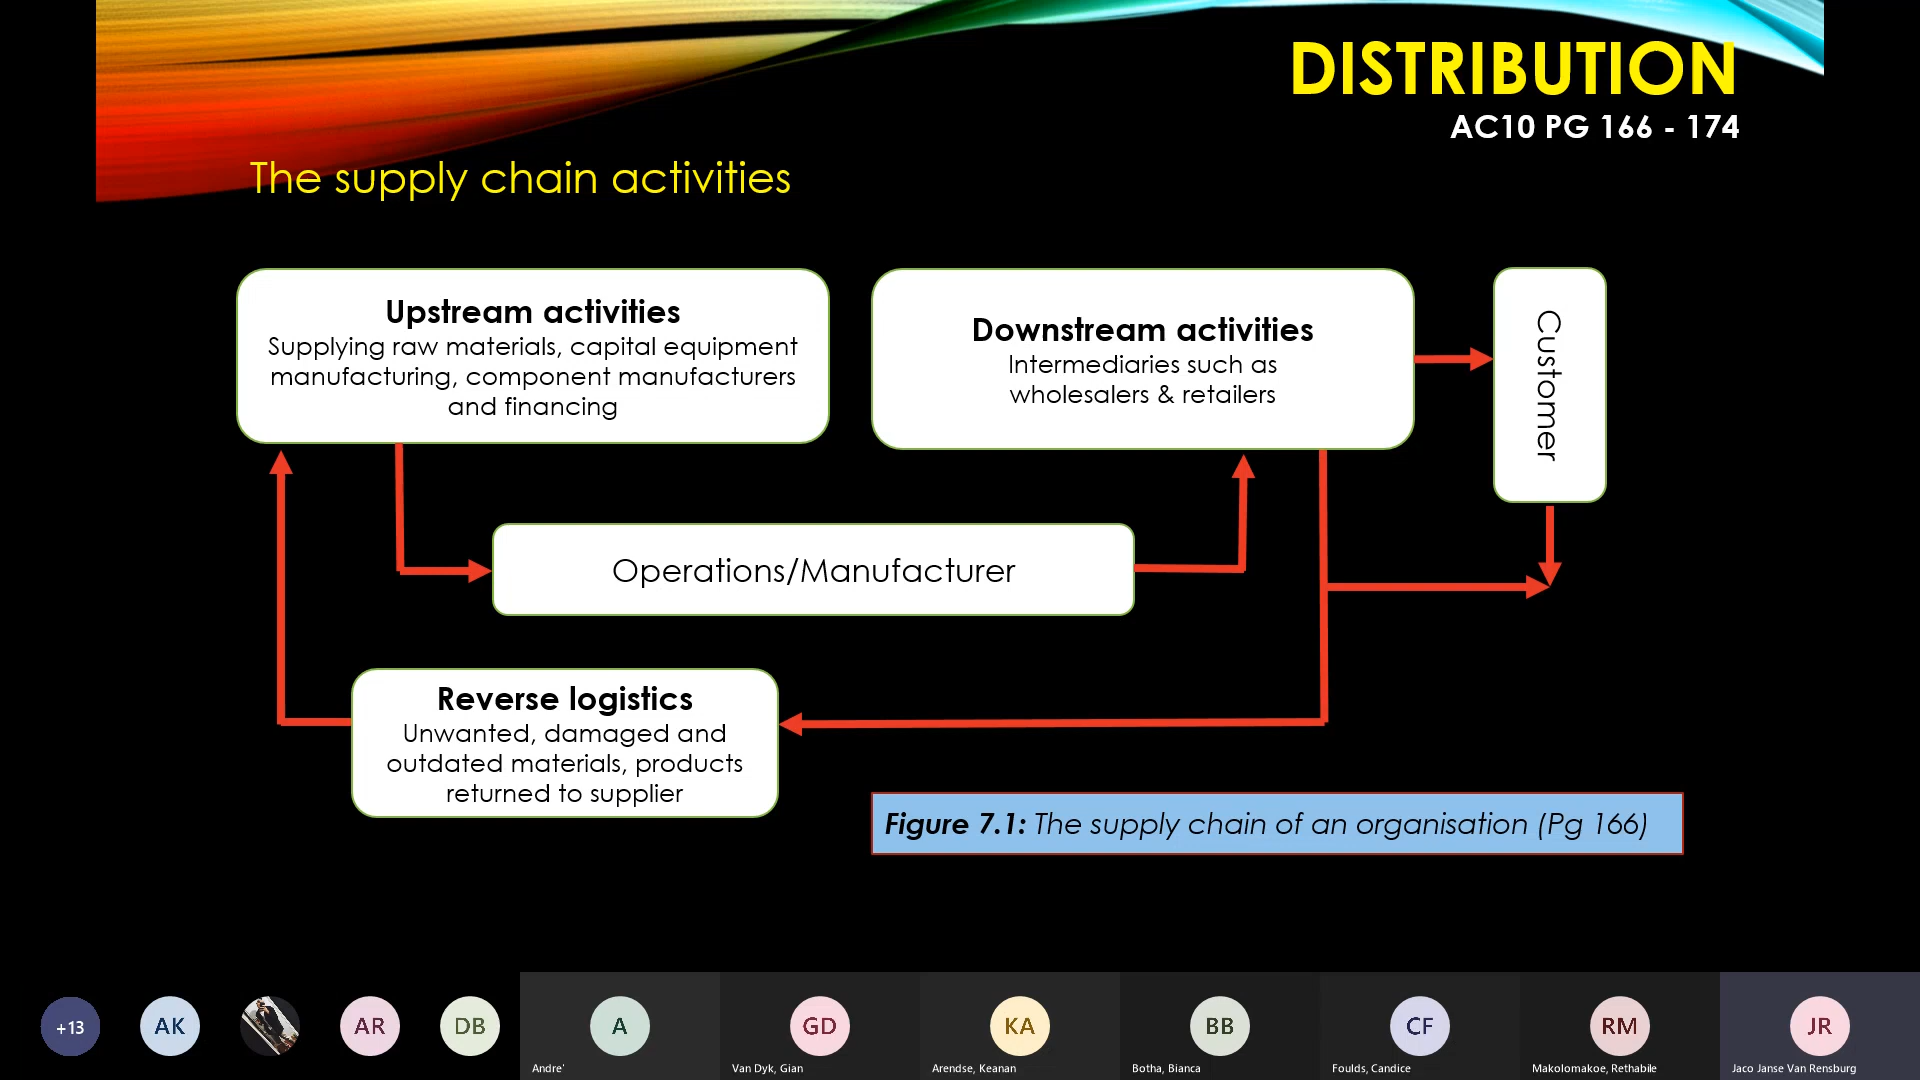 DISTRIBUTION
AC10 PG 166 - 174
The supply chain activities
Upstream activities
Supplying raw materials, capital equipment
manufacturing, component manufacturers
and financing
Downstream activities
Intermediaries such as
wholesalers & retailers
Customer
Operations/Manufacturer
Reverse logistics
Unwanted, damaged and
outdated materials, products
returned to supplier
Figure 7.1: The supply chain of an organisation (Pg 166)
+13
AK
AR
DB
A
GD
KA
BB
CF
RM
JR
Andre'
Van Dyk, Gian
Arendse, Keanan
Botha, Bianca
Foulds, Candice
Makolomakoe, Rethabile
Jaco Janse Van Rensburg